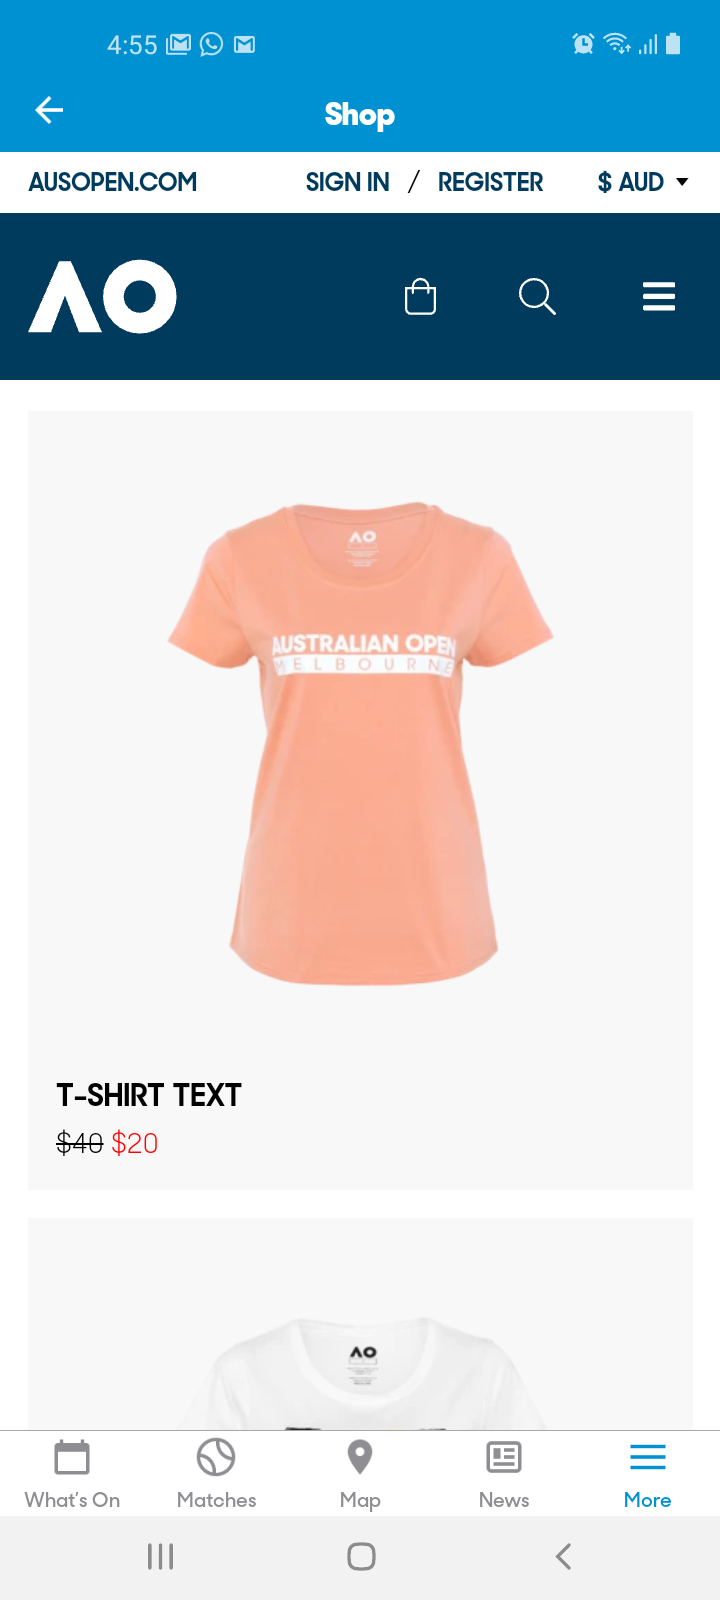 4:55
Shop
AUSOPEN.COM SIGN IN / REGISTER $ AUD
AO
AO
AUSTRALIAN OPEN
MELBOURNE
T-SHIRT TEXT
$40 $20
AO
What's On Matches Map News More